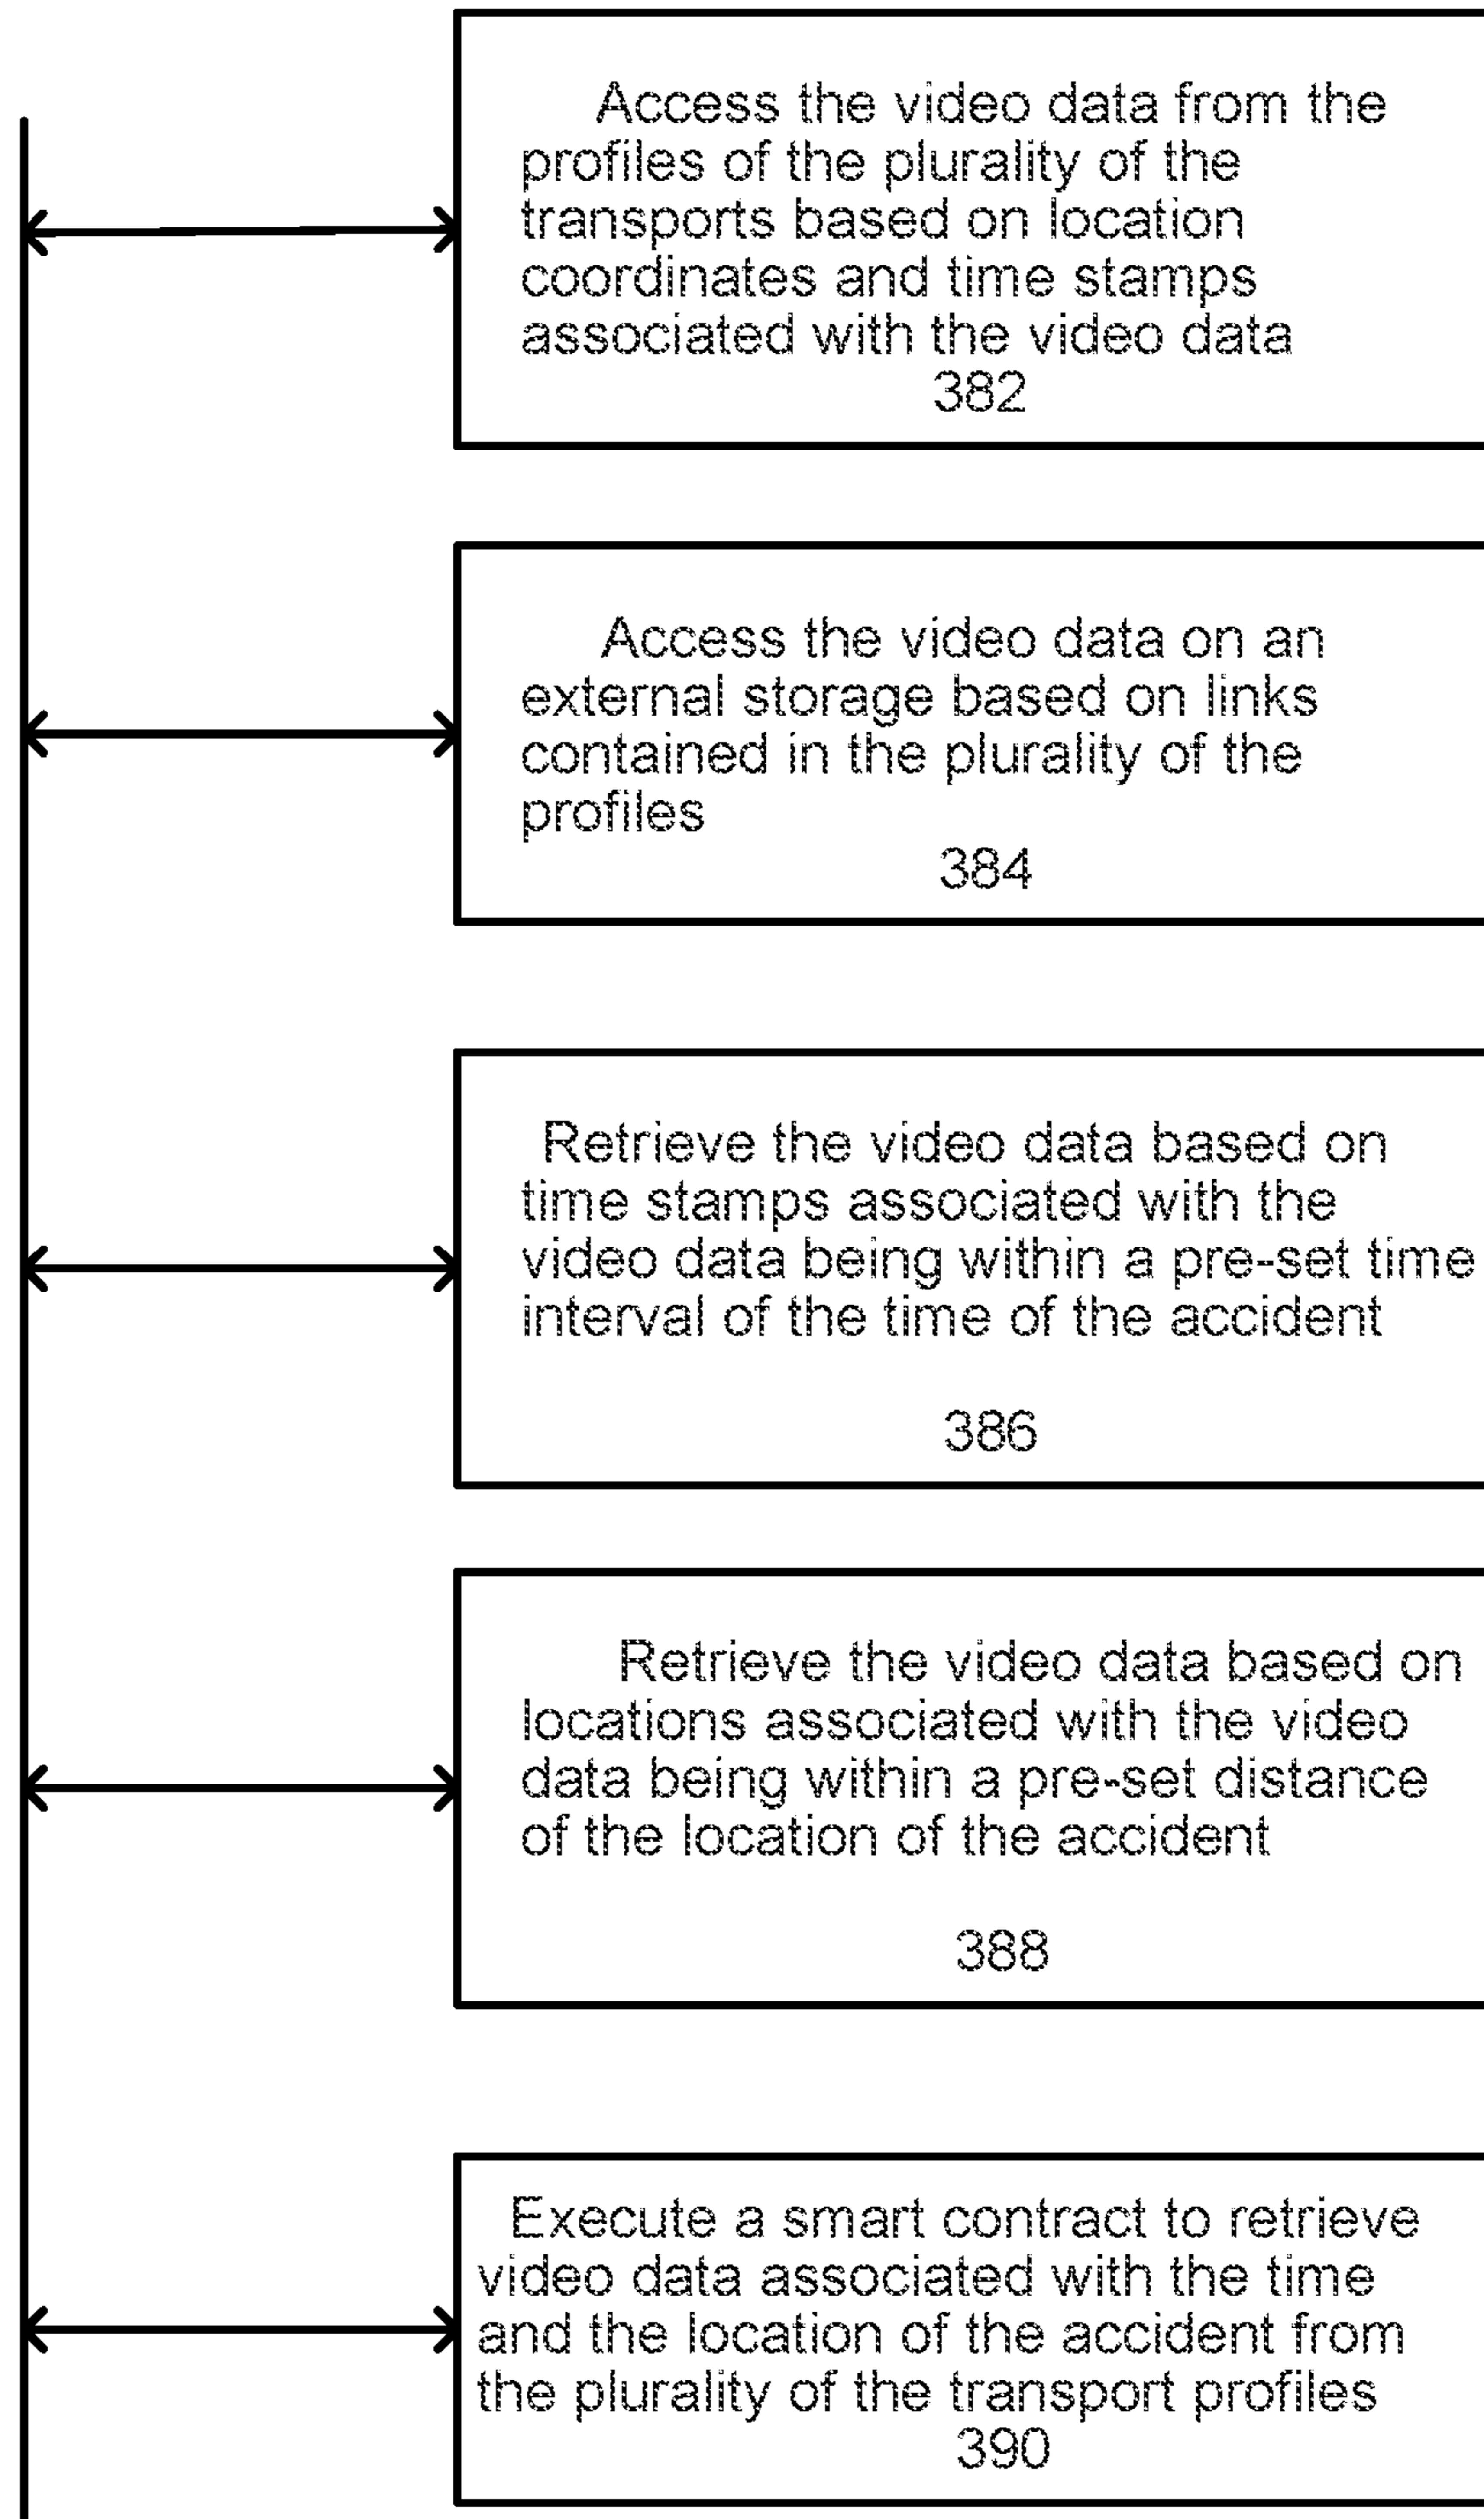 Access the video data from the
profiles of the plurality of the
transports based on location
coordinates and time stamps
associated with the video data
382
Access the video data on an
external storage based on links
contained in the plurality of the
profiles
384
Retrieve the video data based on
time stamps associated with the
video data being within a pre-set time
interval of the time of the accident
386
Retrieve the video data based on
locations associated with the video
data being within a pre-set distance
of the location of the accident
388
Execute a smart contract to retrieve
video data associated with the time
and the location of the accident from
the plurality of the transport profiles
390